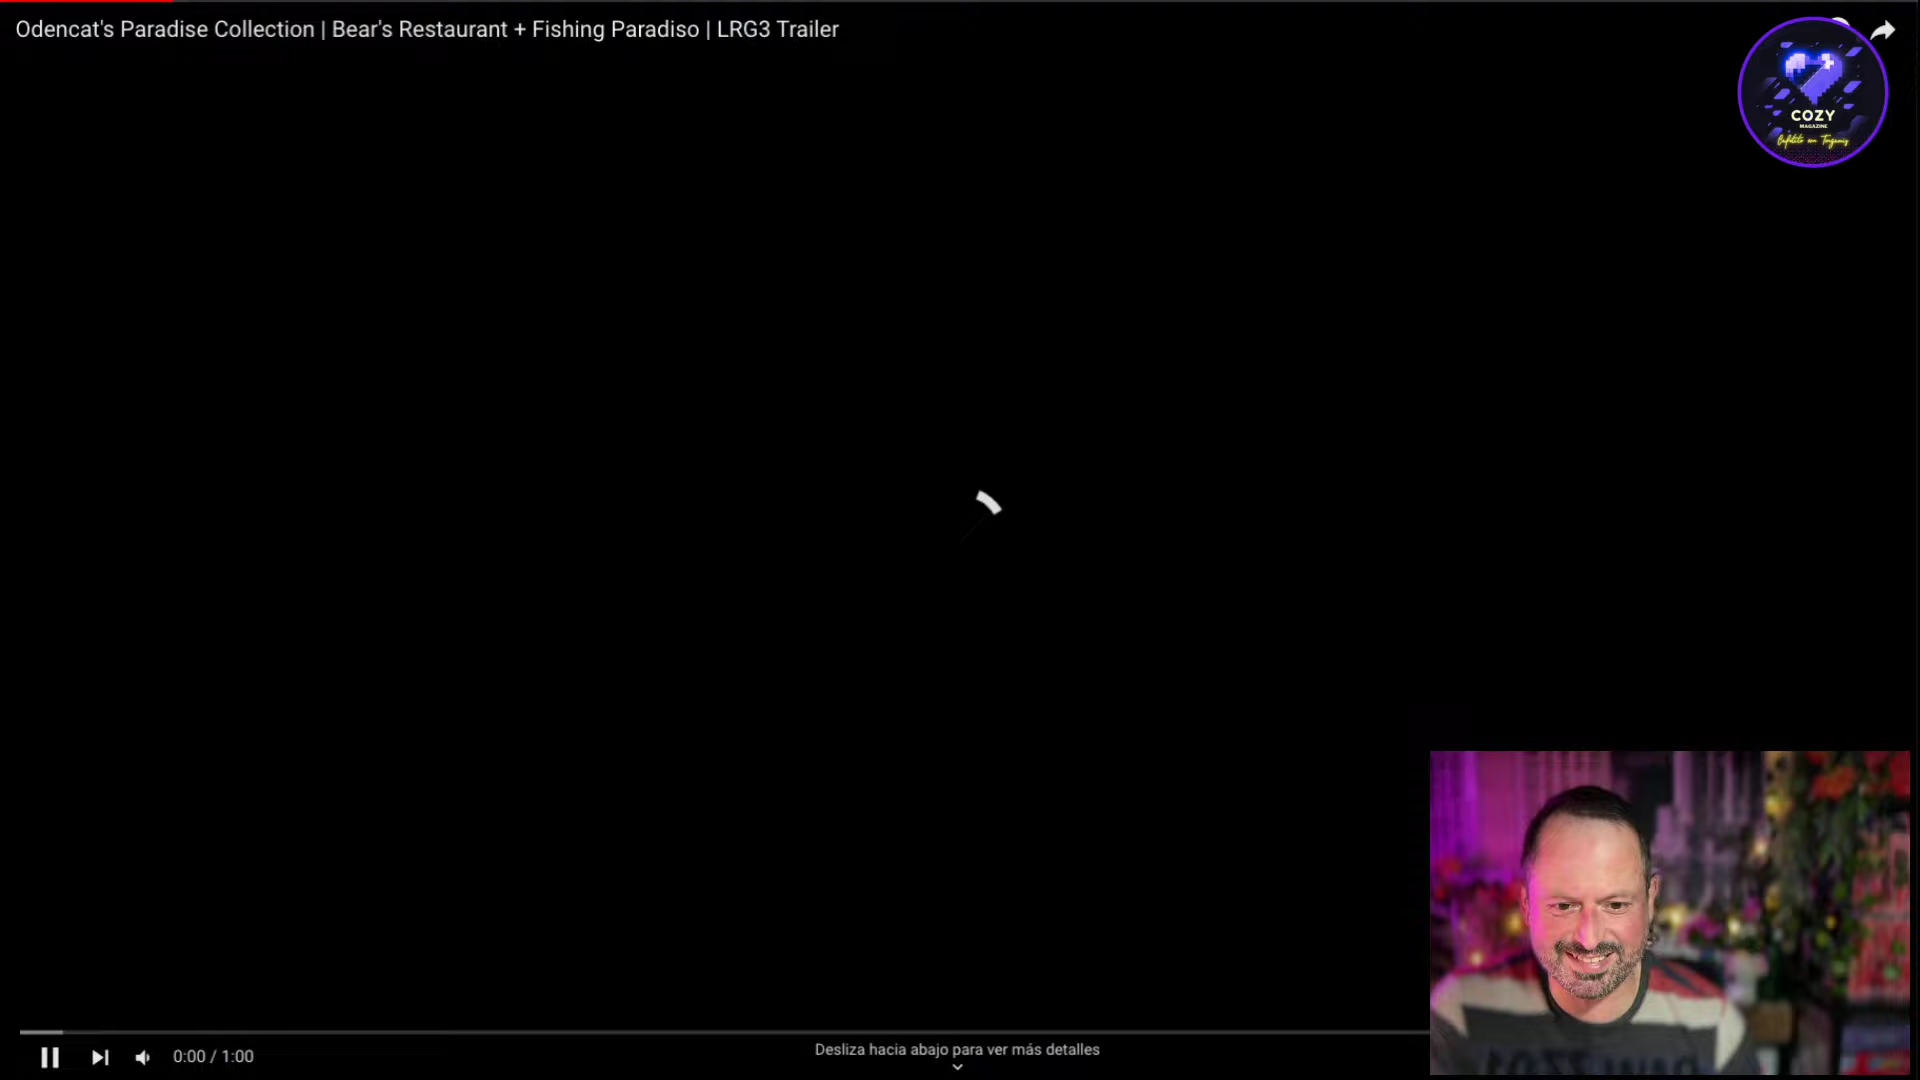 Odencat's Paradise Collection | Bear's Restaurant + Fishing Paradiso | LRG3 Trailer
COZY
MAGAZINE
0:00 / 1:00
Desliza hacia abajo para ver más detalles